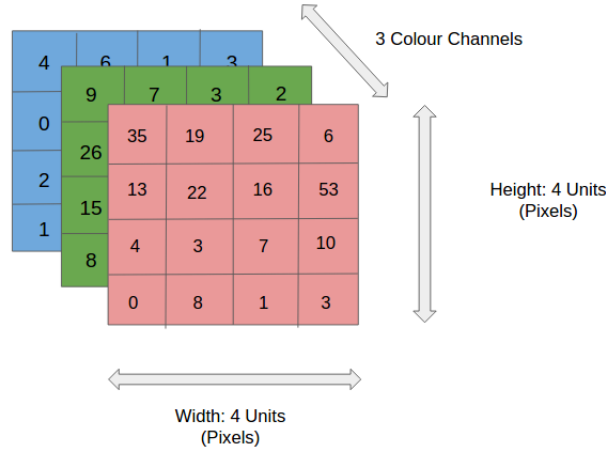 3 Colour Channels
4 6 1 3
0
2
1
9 7 3 2
26
15
8
35 19 25 6
13 22 16 53
4 3 7 10
0 8 1 3
Height: 4 Units
(Pixels)
Width: 4 Units
(Pixels)